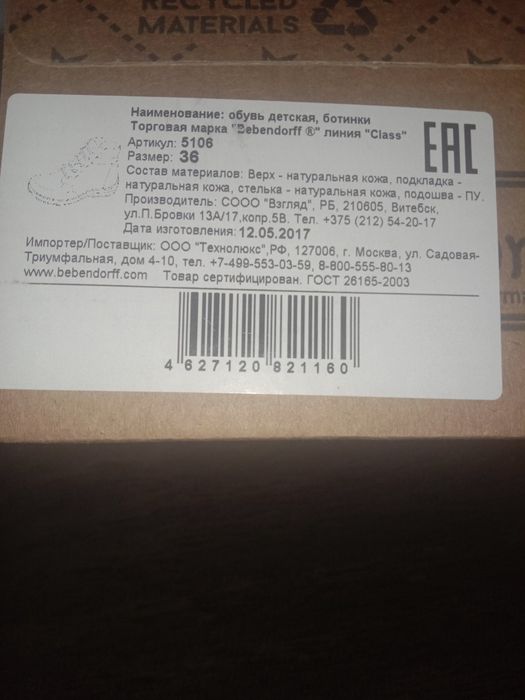 RECYCLED
MATERIALS
Наименование: обувь детская, ботинки
Торговая марка "Bebendorff ®" линия "Class"
Артикул: 5106
Размер: 36
EAC
Состав материалов: Верх - натуральная кожа, подкладка -
натуральная кожа, стелька - натуральная кожа, подошва - ПУ.
Производитель: СООО "Взгляд", РБ, 210605, Витебск,
ул.П.Бровки 13А/17,копр.5В. Тел. +375 (212) 54-20-17
Дата изготовления: 12.05.2017
Импортер/Поставщик: ООО "Технолюкс",РФ, 127006, г. Москва, ул. Садовая-
Триумфальная, дом 4-10, тел. +7-499-553-03-59, 8-800-555-80-13
www.bebendorff.com Товар сертифицирован. ГОСТ 26165-2003
4 627120 821160